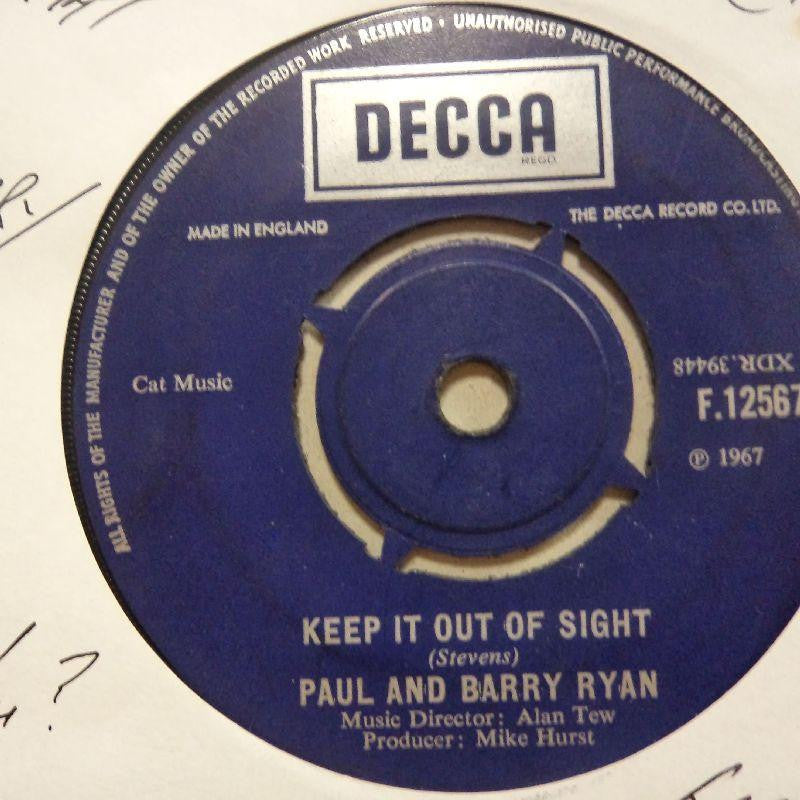 ALL RIGHTS OF THE MANUFACTURER AND OF THE OWNER OF THE RECORDED WORK RESERVED · UNAUTHORISED PUBLIC PERFORMANCE BROADCASTING
DECCA
REGD.
MADE IN ENGLAND
THE DECCA RECORD CO. LTD.
Cat Music
XDR.39448
F.12567
℗ 1967
KEEP IT OUT OF SIGHT
(Stevens)
PAUL AND BARRY RYAN
Music Director: Alan Tew
Producer: Mike Hurst